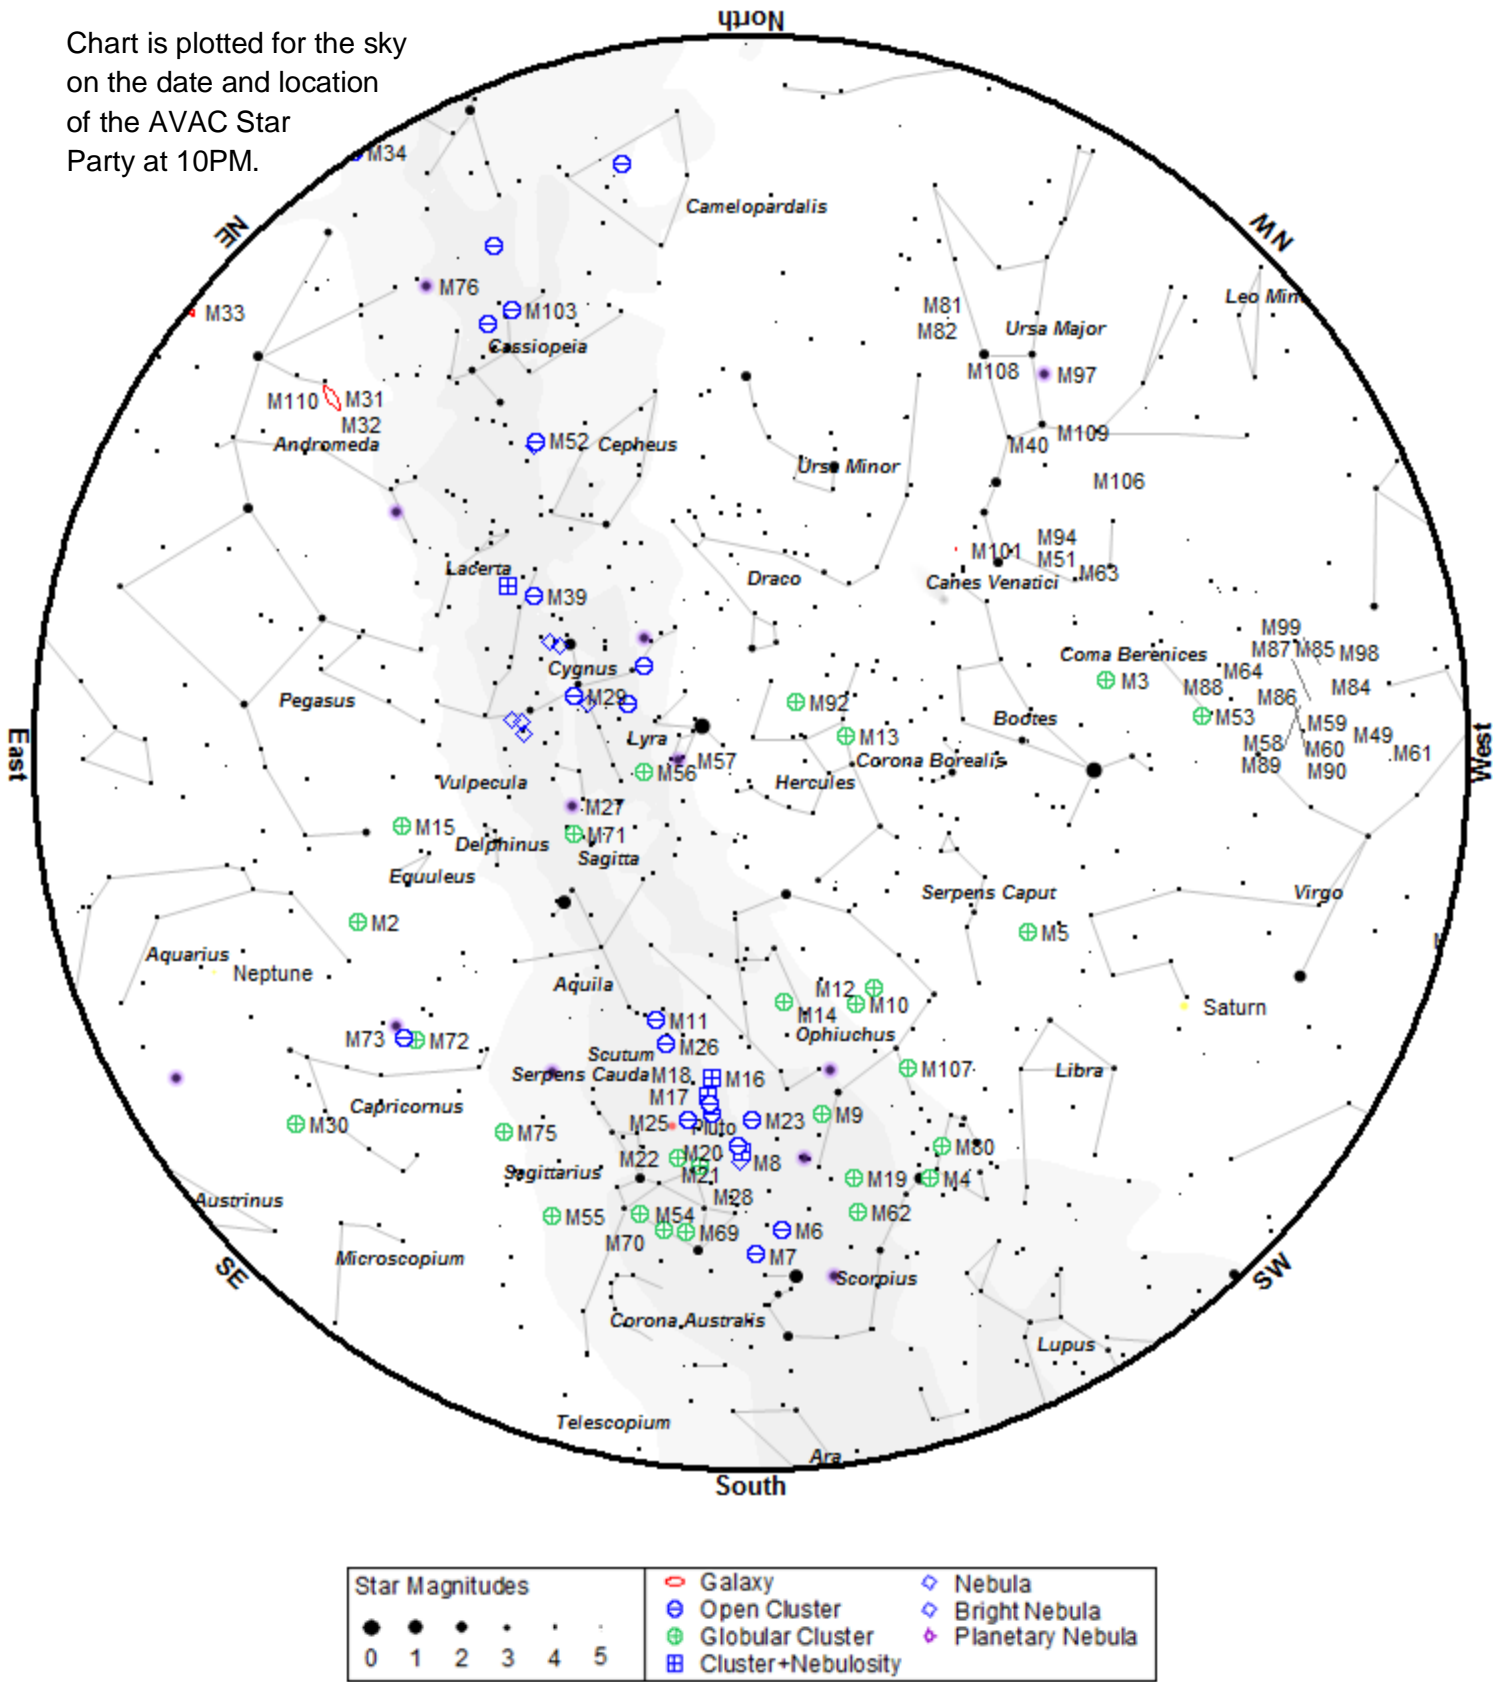 North
Chart is plotted for the sky
on the date and location
of the AVAC Star
Party at 10PM.
M34
Camelopardalis
NE
NW
M76
M33
M103
Leo Min
M81
M82
Ursa Major
Cassiopeia
M108
M97
M110
M31
M32
Andromeda
M52
Cepheus
M40
M109
Ursa Minor
M106
M101
M94
M51
M63
Lacerta
Draco
Canes Venatici
M39
M99
M87
M85
M98
Coma Berenices
M64
M3
M88
M84
M86
Cygnus
M29
Pegasus
M92
M53
Bootes
M59
M49
Lyra
M13
M58
M60
M61
East
West
M57
M56
Corona Borealis
M89
M90
Vulpecula
Hercules
M27
M15
M71
Delphinus
Sagitta
Equuleus
Serpens Caput
Virgo
M2
M5
Aquarius
Neptune
Aquila
M12
M10
M14
Saturn
M11
Ophiuchus
M73
M72
M26
Scutum
Serpens Cauda
M18
M16
M107
Libra
M17
Capricornus
M30
M25
Pluto
M23
M9
M75
M22
M20
M21
M8
M80
Sagittarius
M19
M4
Austrinus
M28
M55
M54
M62
M70
M69
M6
M7
Microscopium
SE
SW
Scorpius
Corona Australis
Lupus
Telescopium
Ara
South
Star Magnitudes
0 1 2 3 4 5
Galaxy
Open Cluster
Globular Cluster
Cluster+Nebulosity
Nebula
Bright Nebula
Planetary Nebula